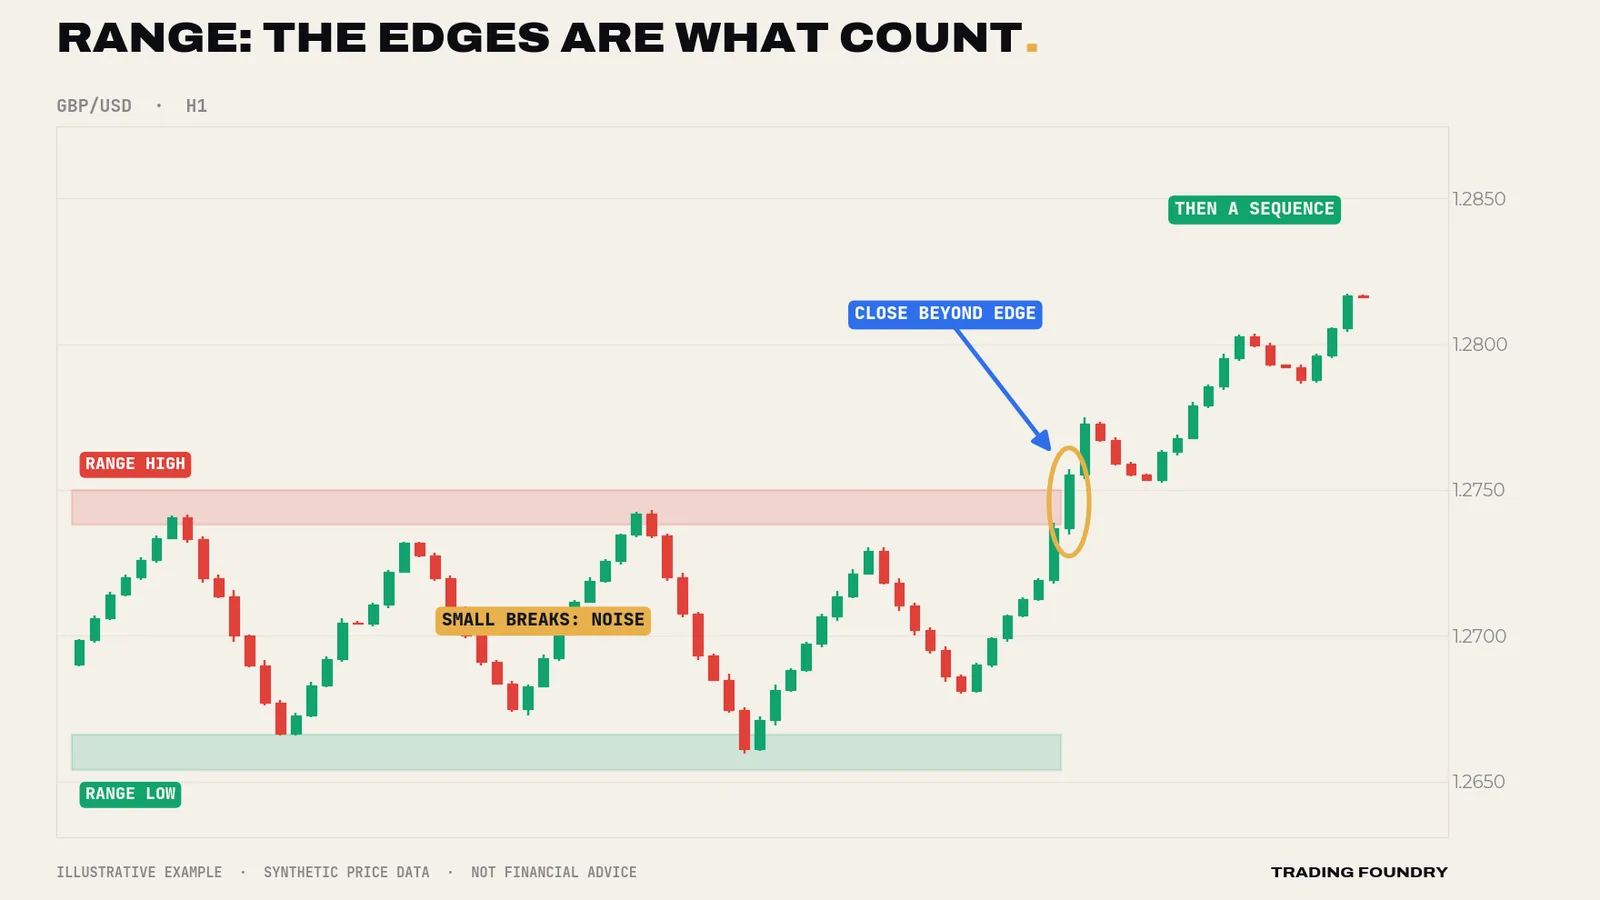 RANGE: THE EDGES ARE WHAT COUNT.
GBP/USD · H1
1.2850
THEN A SEQUENCE
CLOSE BEYOND EDGE
1.2800
RANGE HIGH
1.2750
SMALL BREAKS: NOISE
1.2700
1.2650
RANGE LOW
ILLUSTRATIVE EXAMPLE · SYNTHETIC PRICE DATA · NOT FINANCIAL ADVICE
TRADING FOUNDRY